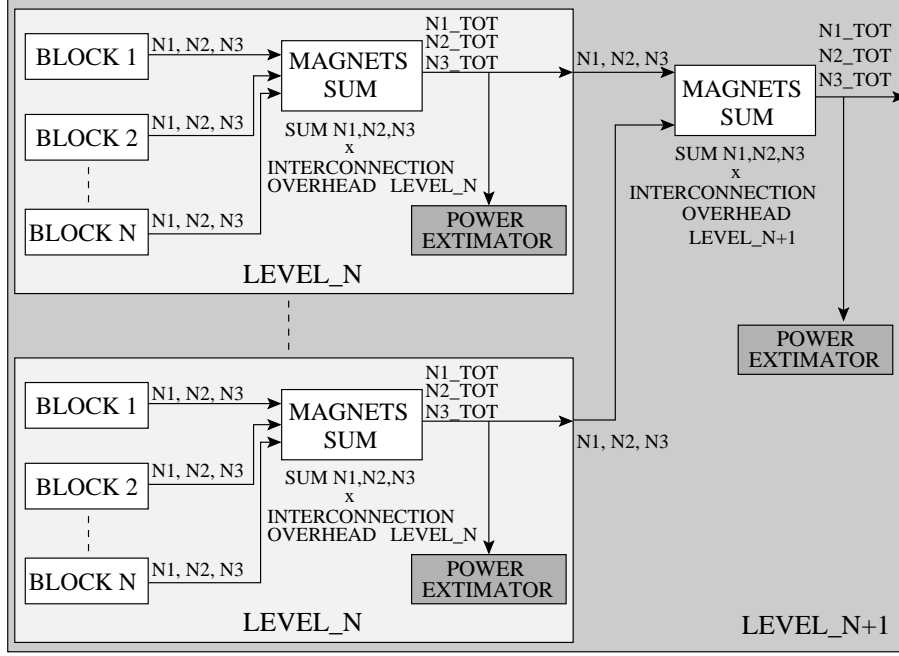 BLOCK 1
N1, N2, N3
BLOCK 2
N1, N2, N3
BLOCK N
N1, N2, N3
MAGNETS
SUM
SUM N1,N2,N3
x
INTERCONNECTION
OVERHEAD LEVEL_N
N1_TOT
N2_TOT
N3_TOT
POWER
EXTIMATOR
LEVEL_N
N1, N2, N3
MAGNETS
SUM
SUM N1,N2,N3
x
INTERCONNECTION
OVERHEAD
LEVEL_N+1
N1_TOT
N2_TOT
N3_TOT
POWER
EXTIMATOR
BLOCK 1
N1, N2, N3
BLOCK 2
N1, N2, N3
BLOCK N
N1, N2, N3
MAGNETS
SUM
SUM N1,N2,N3
x
INTERCONNECTION
OVERHEAD LEVEL_N
N1_TOT
N2_TOT
N3_TOT
POWER
EXTIMATOR
LEVEL_N
N1, N2, N3
LEVEL_N+1